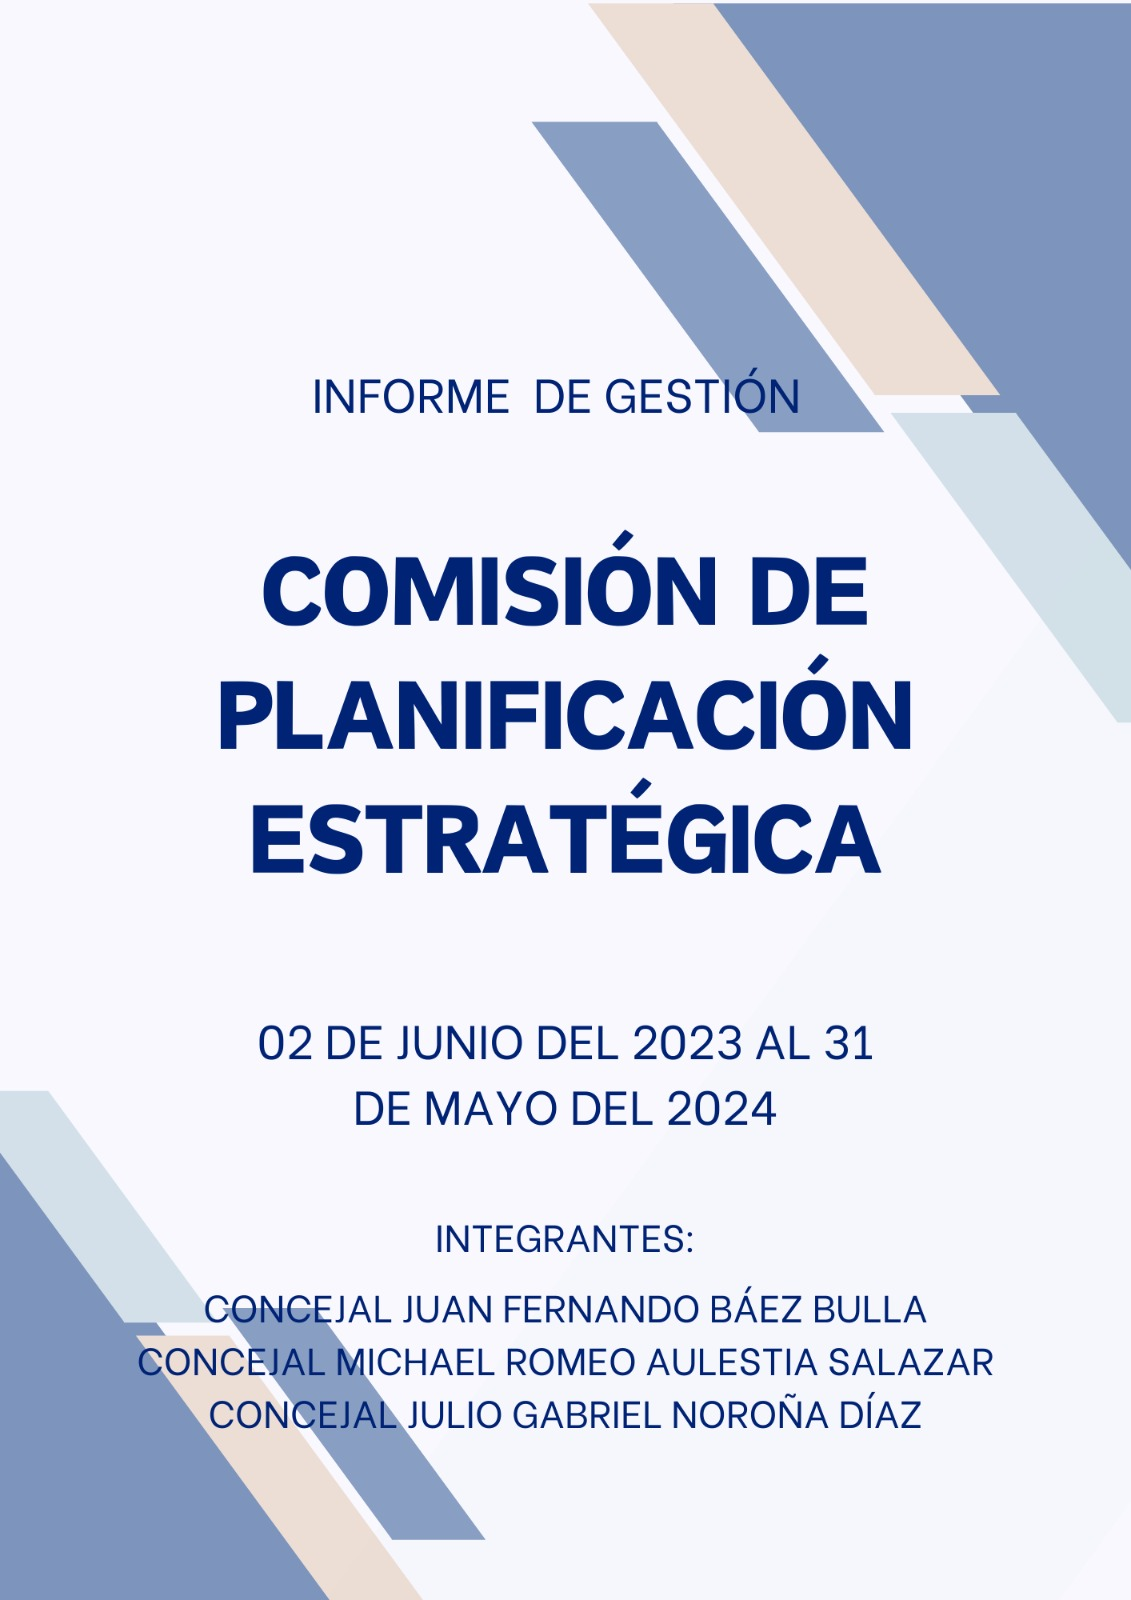 INFORME DE GESTIÓN
COMISIÓN DE
PLANIFICACIÓN
ESTRATÉGICA
02 DE JUNIO DEL 2023 AL 31
DE MAYO DEL 2024
INTEGRANTES:
CONCEJAL JUAN FERNANDO BÁEZ BULLA
CONCEJAL MICHAEL ROMEO AULESTIA SALAZAR
CONCEJAL JULIO GABRIEL NOROÑA DÍAZ